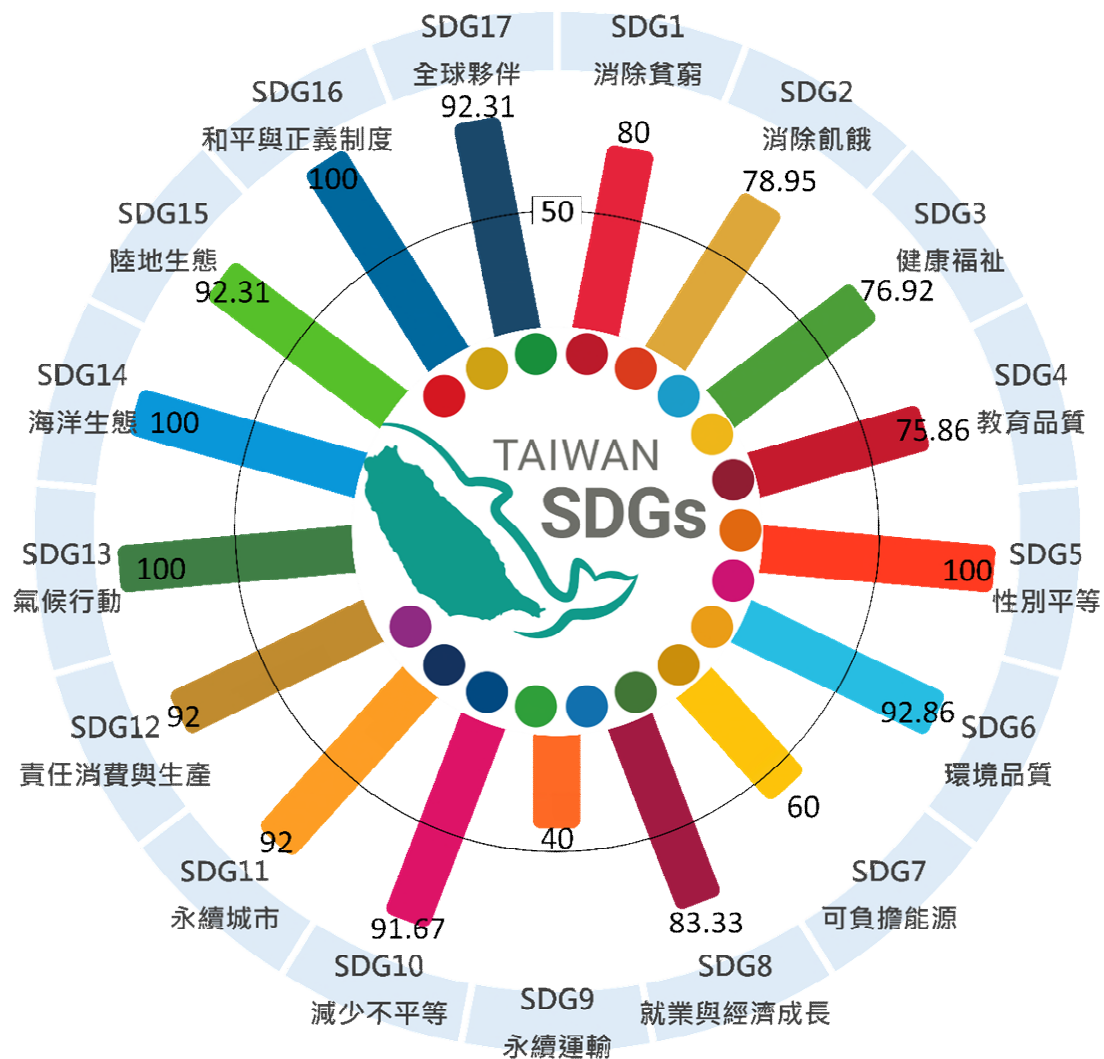 SDG1
消除貧窮
80
SDG2
消除飢餓
78.95
SDG3
健康福祉
76.92
SDG4
教育品質
75.86
SDG5
性別平等
100
SDG6
環境品質
92.86
SDG7
可負擔能源
60
SDG8
就業與經濟成長
83.33
SDG9
永續運輸
40
SDG10
減少不平等
91.67
SDG11
永續城市
92
SDG12
責任消費與生產
92
SDG13
氣候行動
100
SDG14
海洋生態
100
SDG15
陸地生態
92.31
SDG16
和平與正義制度
100
SDG17
全球夥伴
92.31
50
TAIWAN
SDGs